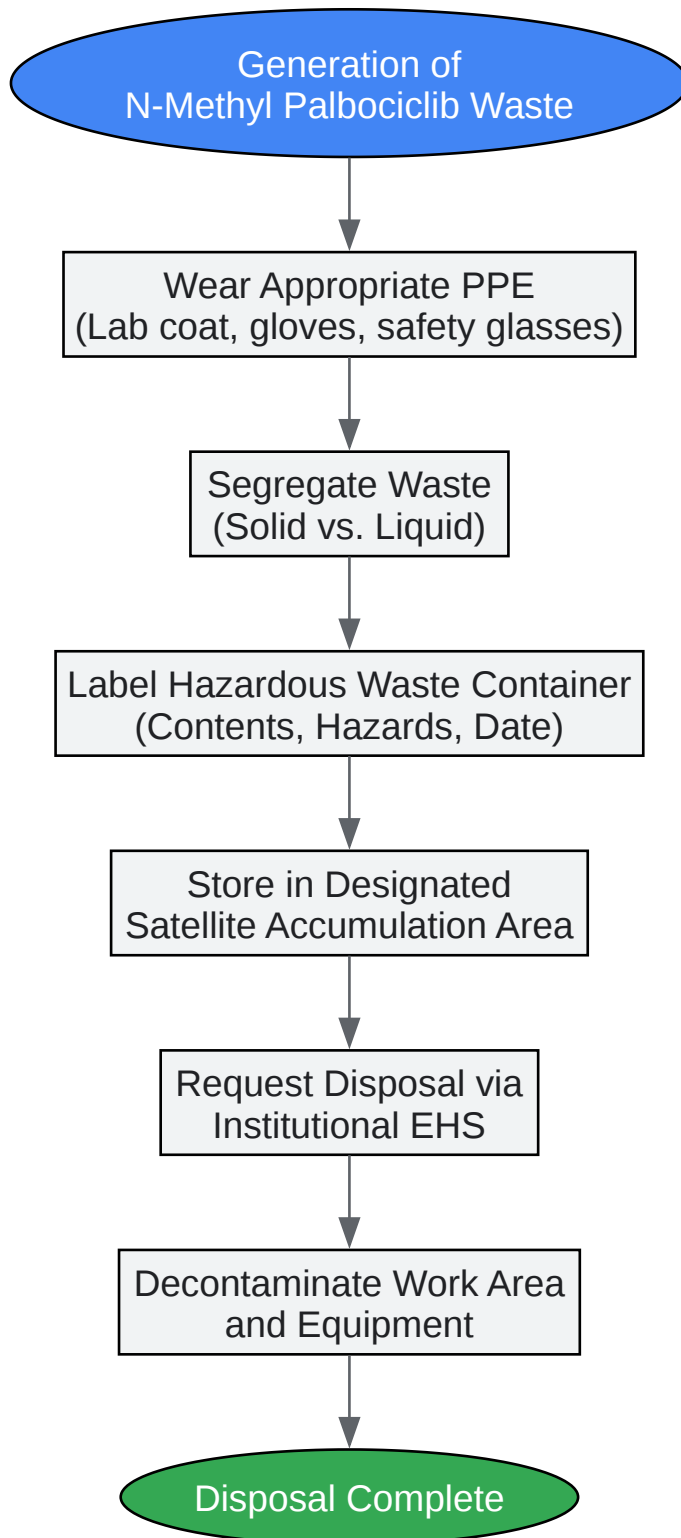 Generation of
N-Methyl Palbociclib Waste
Wear Appropriate PPE
(Lab coat, gloves, safety glasses)
Segregate Waste
(Solid vs. Liquid)
Label Hazardous Waste Container
(Contents, Hazards, Date)
Store in Designated
Satellite Accumulation Area
Request Disposal via
Institutional EHS
Decontaminate Work Area
and Equipment
Disposal Complete